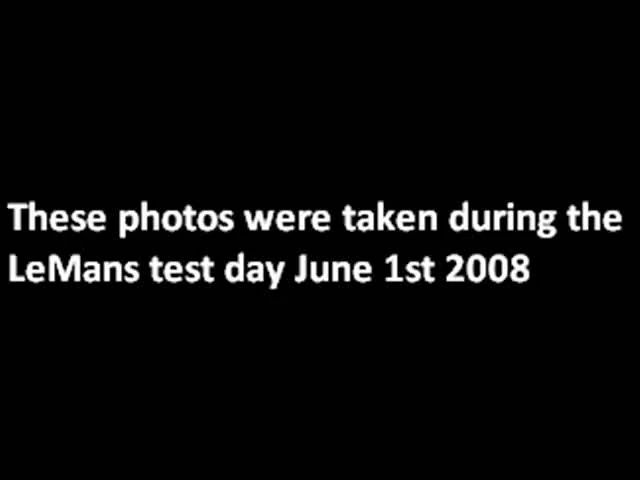 These photos were taken during the
LeMans test day June 1st 2008